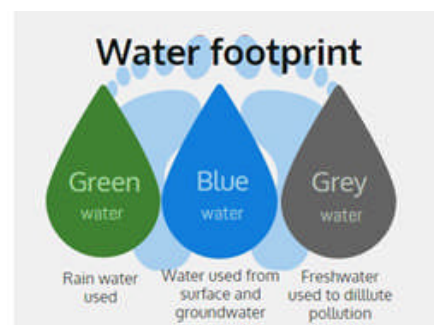 Water footprint
Green
water
Blue
water
Grey
water
Rain water
used
Water used from
surface and
groundwater
Freshwater
used to dilllute
pollution